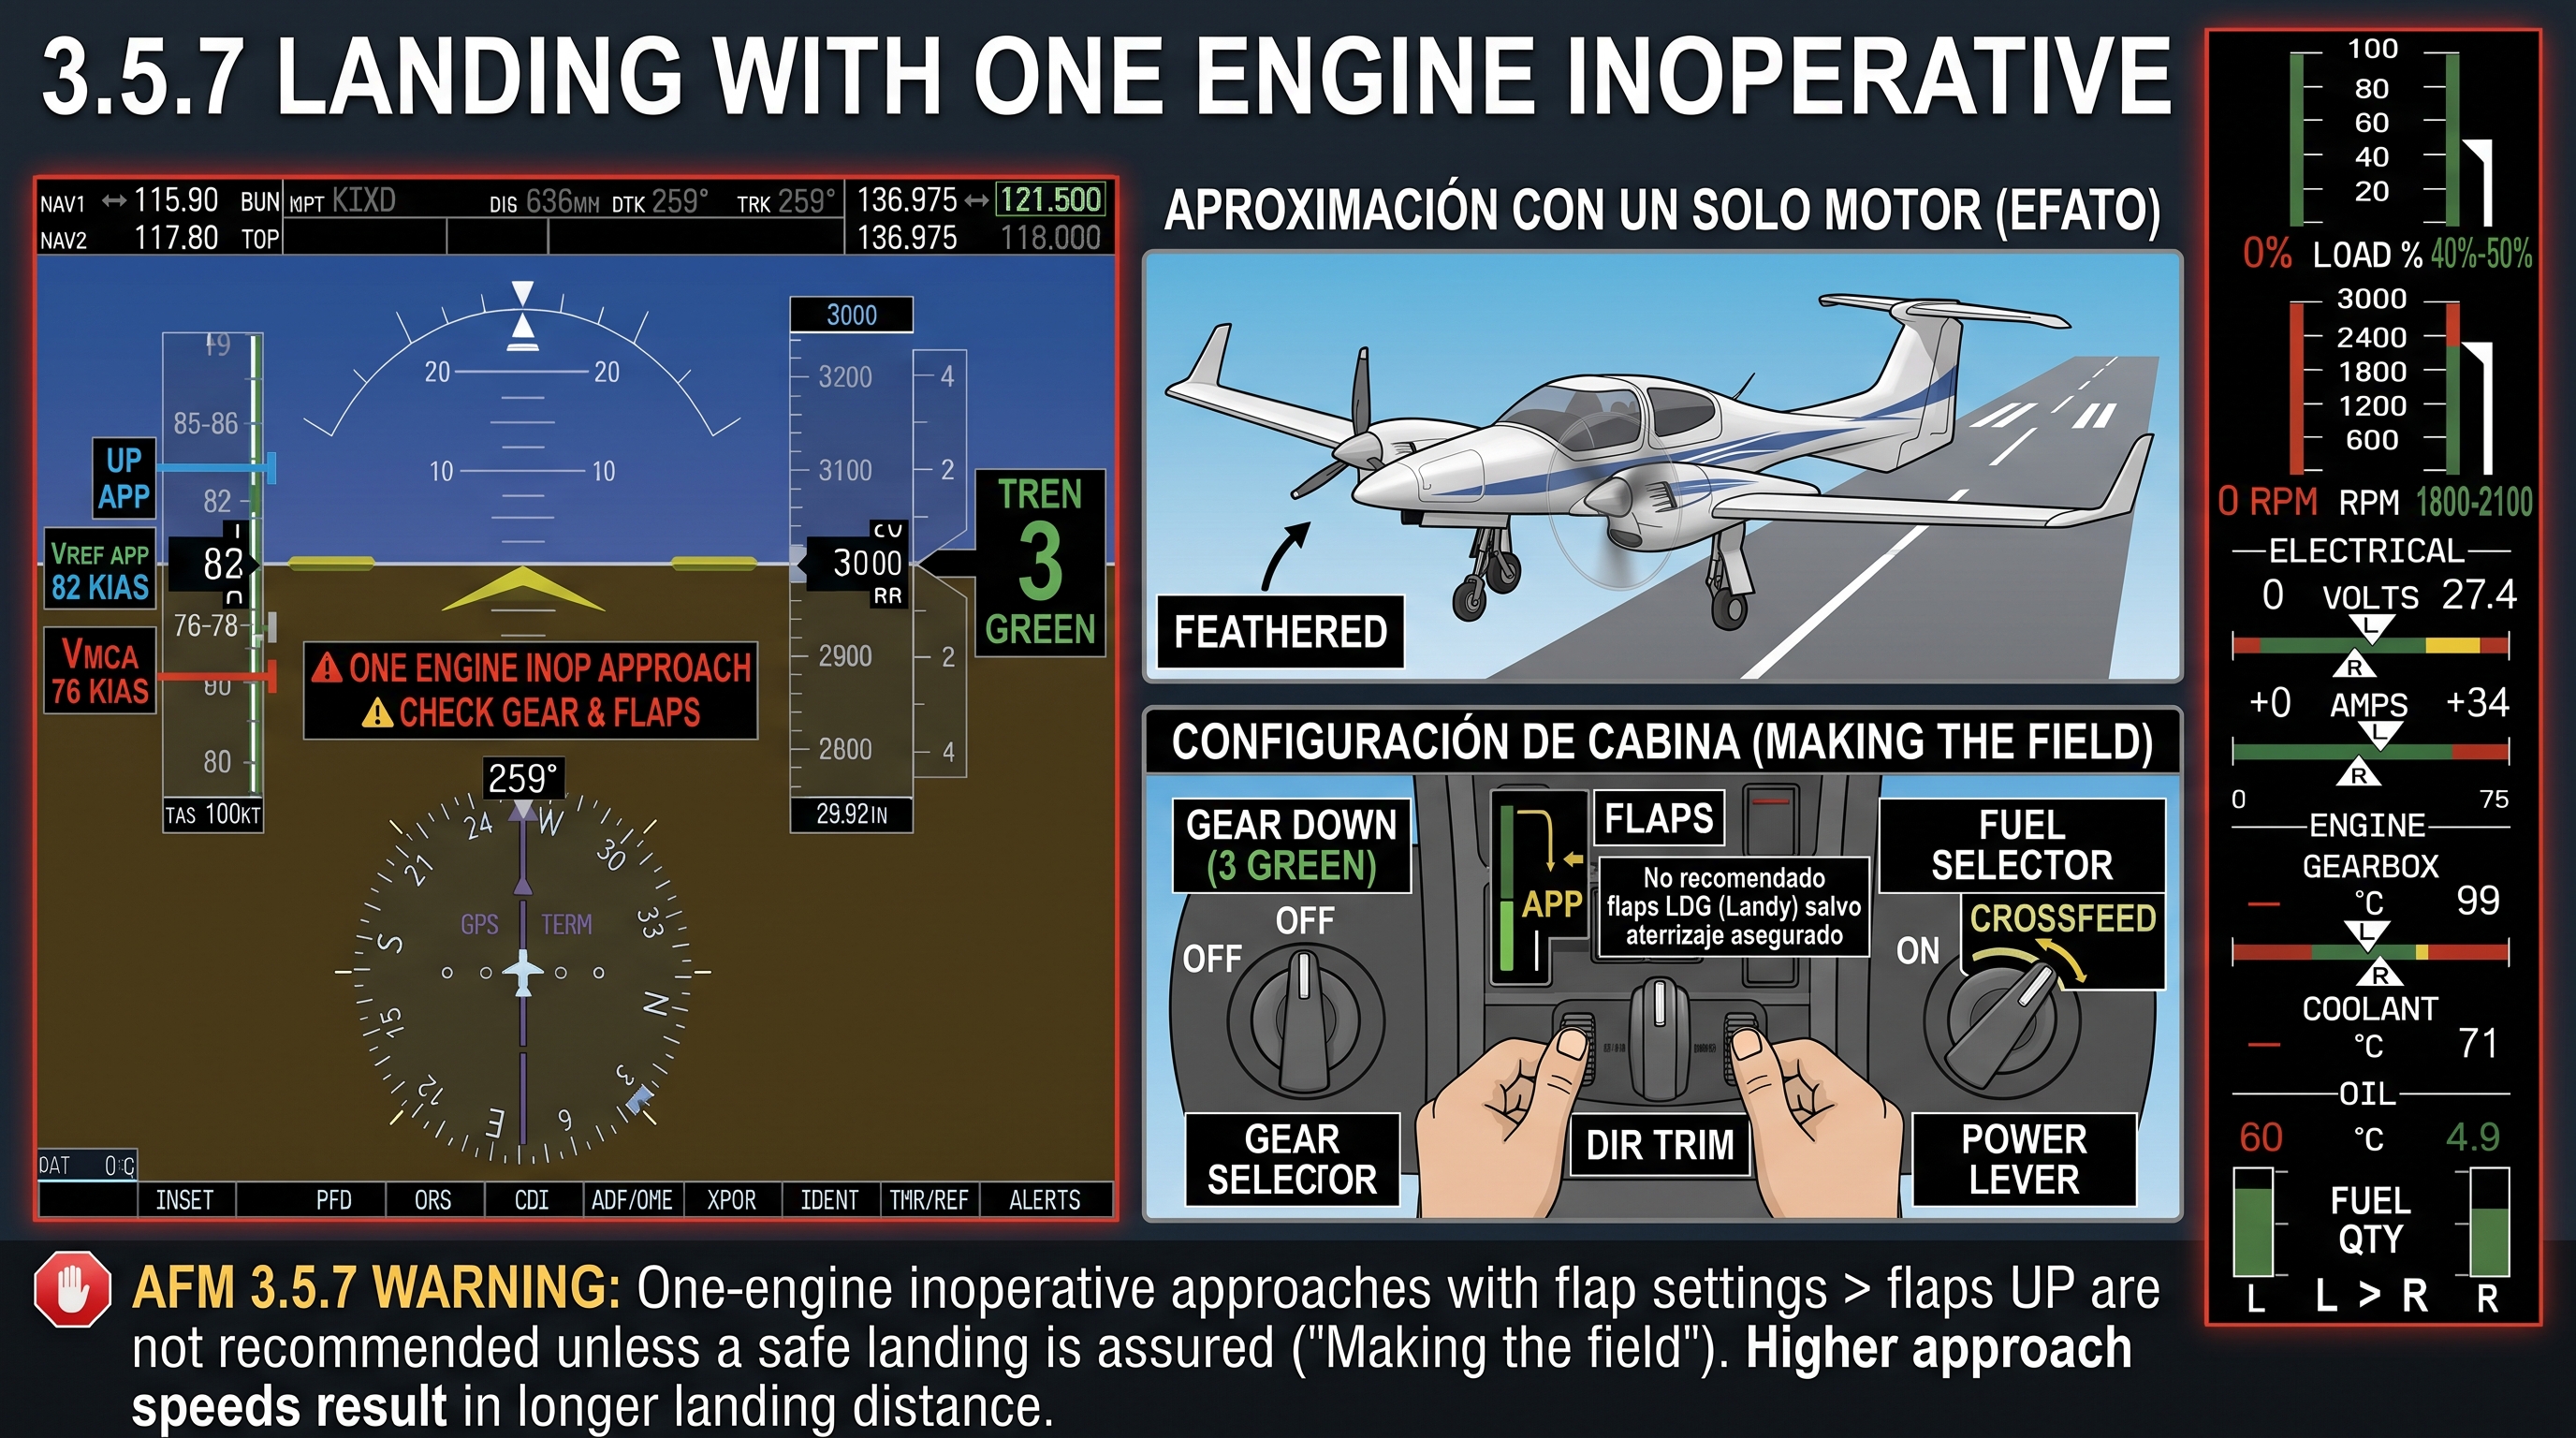 3.5.7 LANDING WITH ONE ENGINE INOPERATIVE
NAV1 ↔ 115.90 BUN
NAV2 117.80 TOP
KIXD DIS 636MM DTK 259° TRK 259°
136.975 ↔ 121.500
136.975 118.000
85-86
82
82
76-78
80
TAS 100KT
UP
APP
VREF APP
82 KIAS
VMCA
76 KIAS
20 20
10 10
3000
3200
3100
3000
2900
2800
29.92IN
4
2
2
4
TREN
3
GREEN
ONE ENGINE INOP APPROACH
CHECK GEAR & FLAPS
259°
24 W 30 33 N 3 6 E 12 15 S 21
GPS TERM
INSET PFD ORS CDI ADF/OME XPOR IDENT TMR/REF ALERTS
APROXIMACIÓN CON UN SOLO MOTOR (EFATO)
FEATHERED
CONFIGURACIÓN DE CABINA (MAKING THE FIELD)
GEAR DOWN
(3 GREEN)
OFF
OFF
GEAR
SELECTOR
FLAPS
APP
No recomendado
flaps LDG (Landy) salvo
aterrizaje asegurado
DIR TRIM
FUEL
SELECTOR
CROSSFEED
ON
POWER
LEVER
100
80
60
40
20
0% LOAD % 40%-50%
3000
2400
1800
1200
600
0 RPM RPM 1800-2100
ELECTRICAL
0 VOLTS 27.4
L
R
+0 AMPS +34
L
R
0 75
ENGINE
GEARBOX
— °C 99
L
R
COOLANT
— °C 71
OIL
60 °C 4.9
FUEL
QTY
L L > R R
AFM 3.5.7 WARNING: One-engine inoperative approaches with flap settings > flaps UP are
not recommended unless a safe landing is assured ("Making the field"). Higher approach
speeds result in longer landing distance.